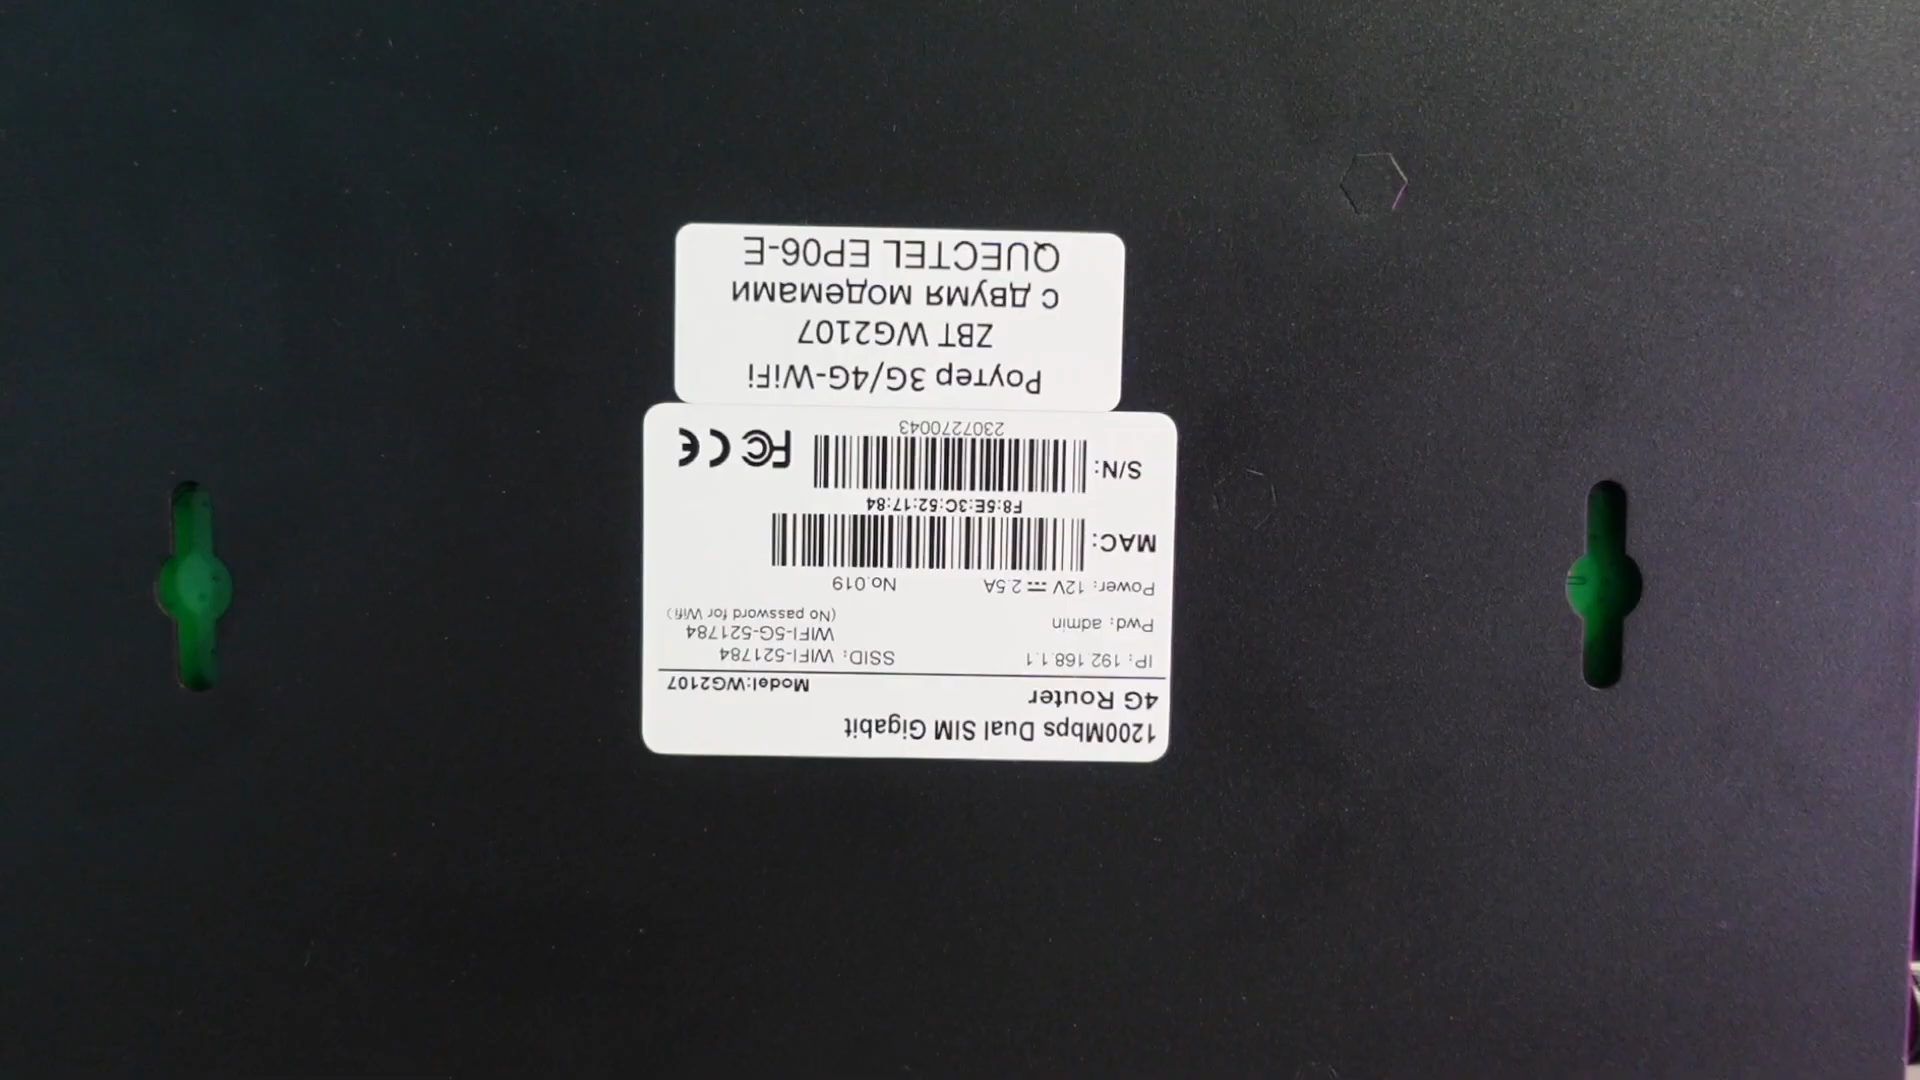 1200Mbps Dual SIM Gigabit
4G Router
Model:WG2107
IP: 192.168.1.1
SSID: WIFI-521784
WIFI-5G-521784
Pwd: admin
(No password for Wifi)
Power: 12V ⎓ 2.5A
No.019
MAC:
F8:5E:3C:52:17:84
S/N:
2307270043
FC CE
Роутер 3G/4G-WiFi
ZBT WG2107
с двумя модемами
QUECTEL EP06-E